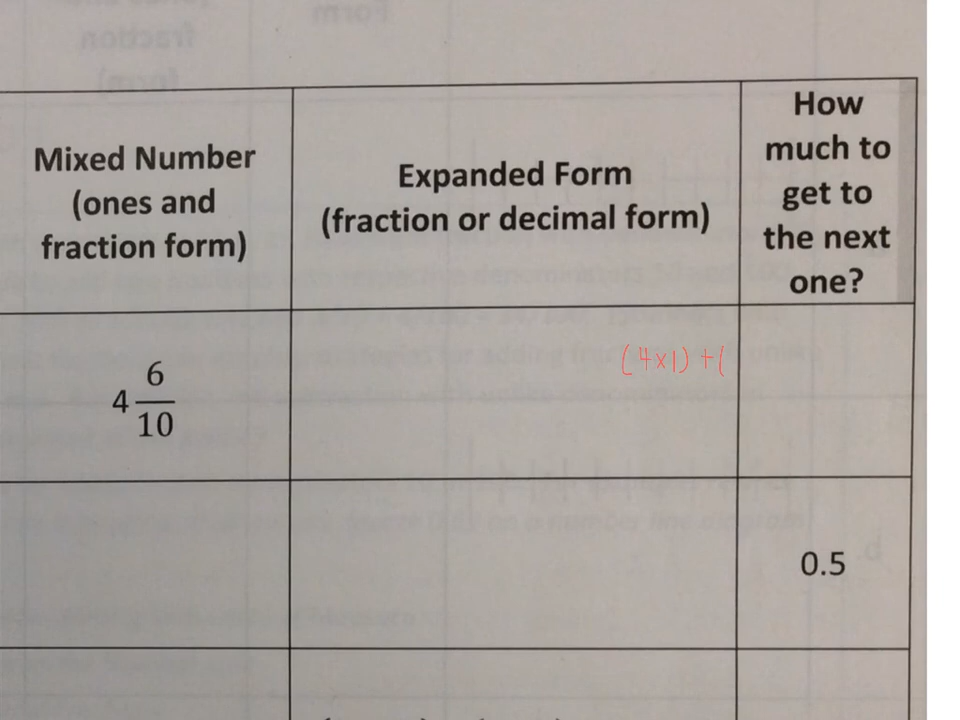 Mixed Number
(ones and
fraction form)
Expanded Form
(fraction or decimal form)
How
much to
get to
the next
one?
4 6/10
(4x1) + (
0.5